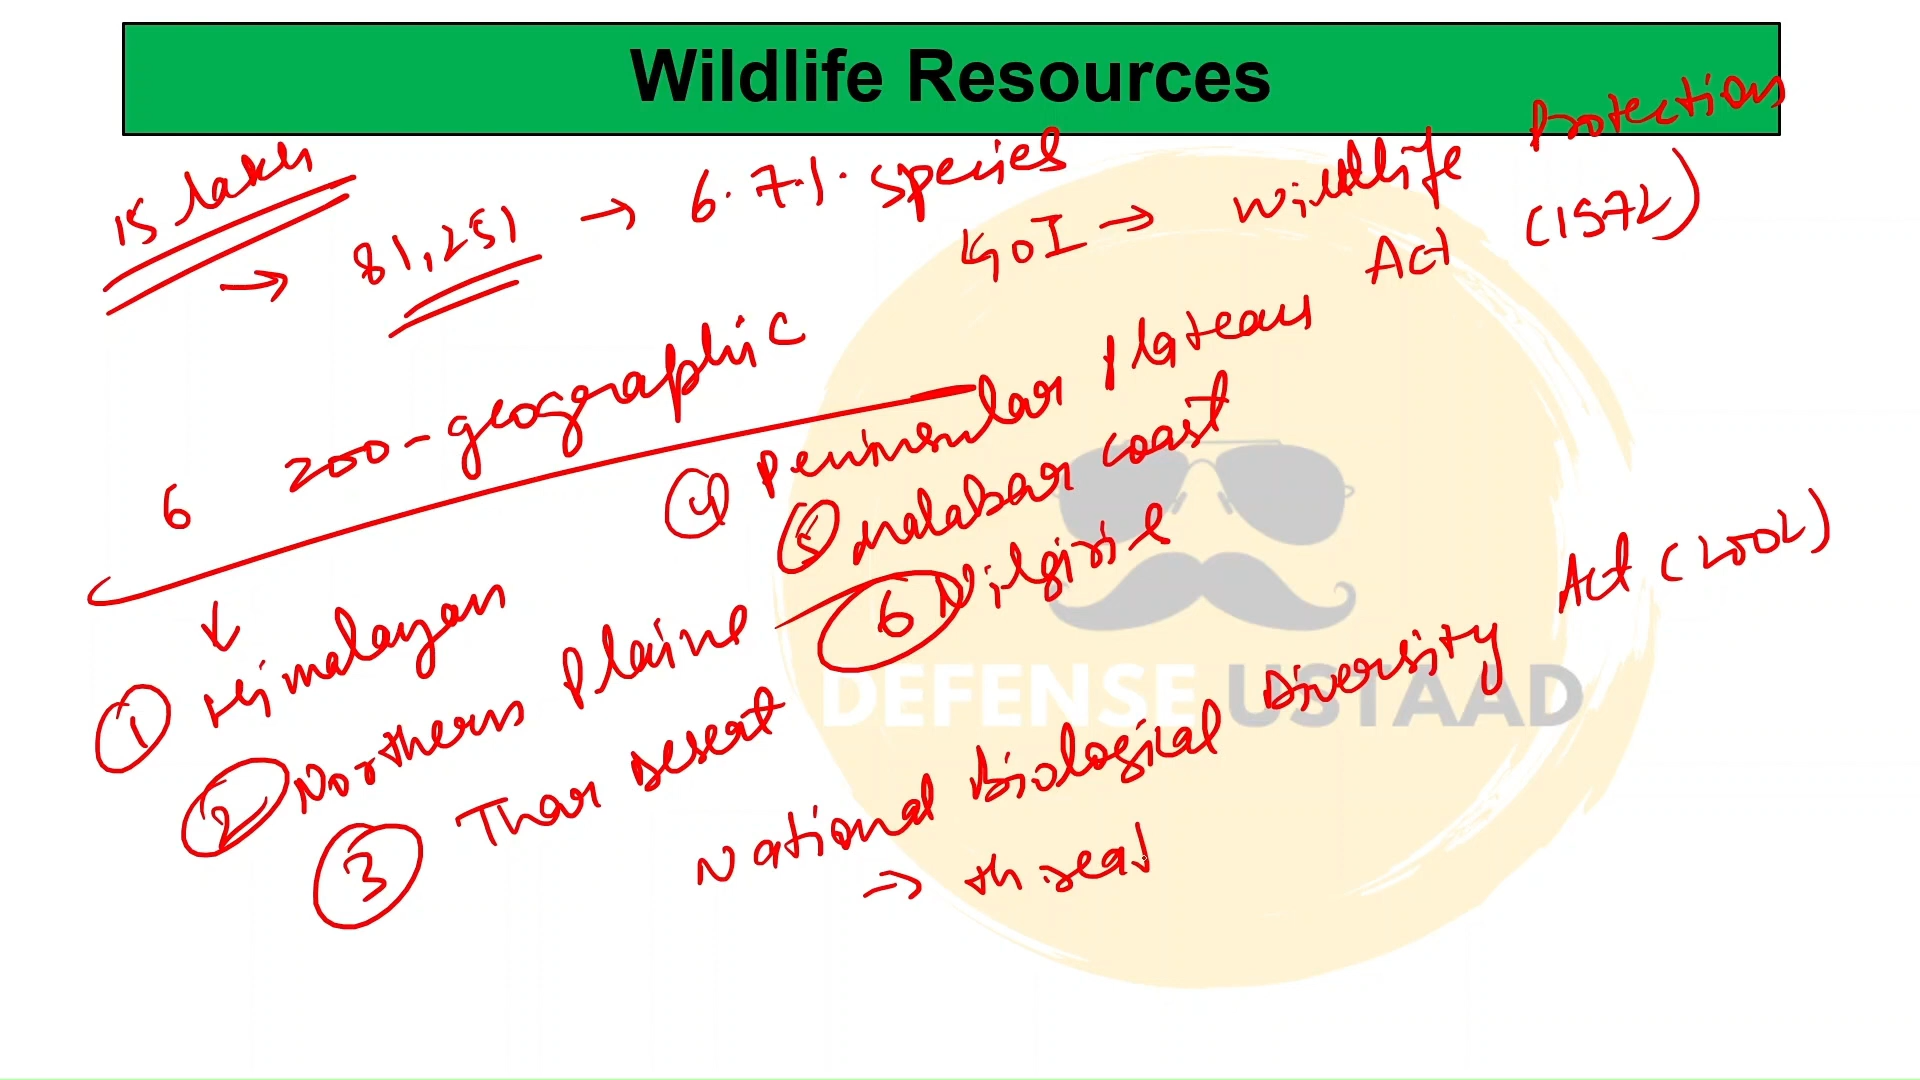 Wildlife Resources
15 lakh
→ 81,251 → 6.7% species
GOI → Wildlife Protection
Act (1972)
6 zoo-geographic
↓
① Himalayan
② Northern Plains
③ Thar Desert
④ Peninsular Plateau
⑤ Malabar coast
⑥ Nilgiris
National Biological Diversity Act (2002)
→ threat
DEFENSE USTAAD